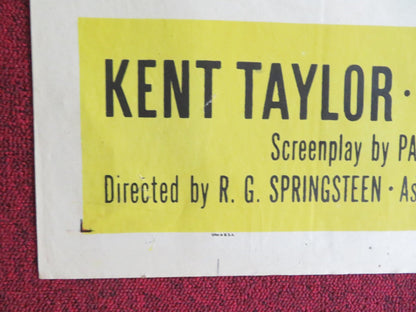 KENT TAYLOR ·
Screenplay by PA
Directed by R. G. SPRINGSTEEN · As